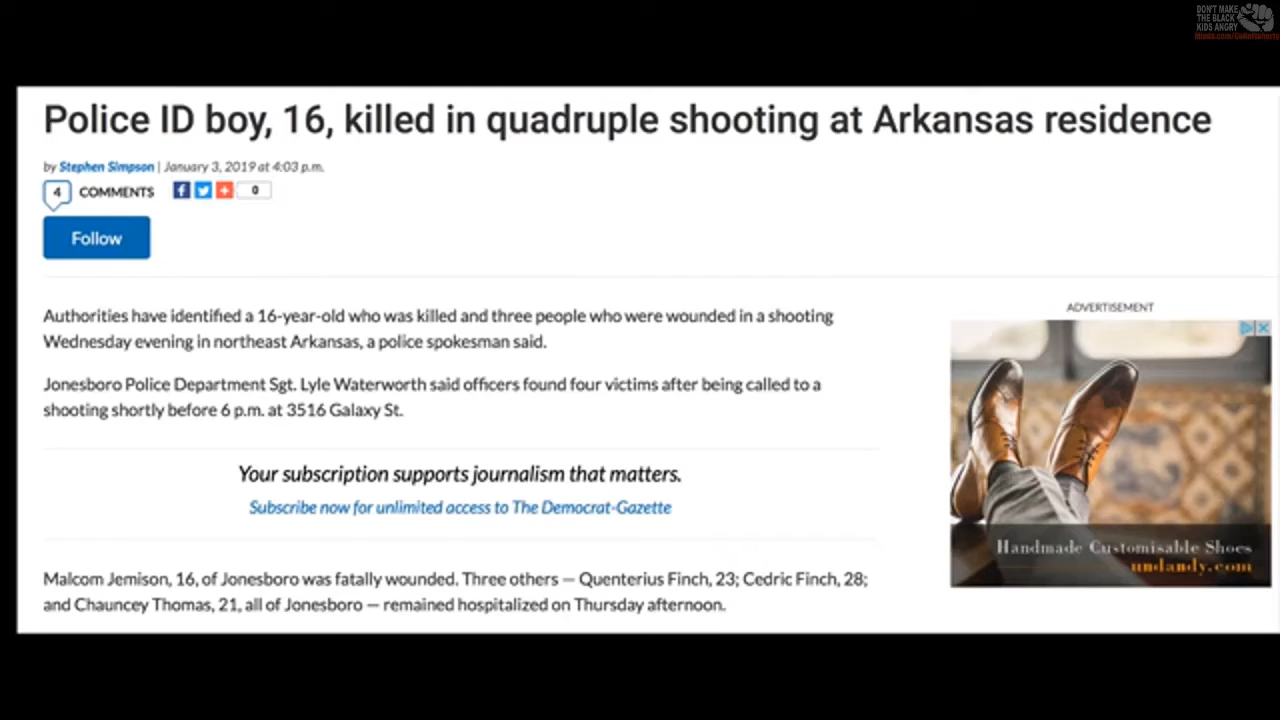 DON'T MAKE
THE BLACK
KIDS ANGRY
Police ID boy, 16, killed in quadruple shooting at Arkansas residence
by Stephen Simpson | January 3, 2019 at 4:03 p.m.
4 COMMENTS 0
Follow
Authorities have identified a 16-year-old who was killed and three people who were wounded in a shooting
Wednesday evening in northeast Arkansas, a police spokesman said.
Jonesboro Police Department Sgt. Lyle Waterworth said officers found four victims after being called to a
shooting shortly before 6 p.m. at 3516 Galaxy St.
Your subscription supports journalism that matters.
Subscribe now for unlimited access to The Democrat-Gazette
Malcom Jemison, 16, of Jonesboro was fatally wounded. Three others — Quenterius Finch, 23; Cedric Finch, 28;
and Chauncey Thomas, 21, all of Jonesboro — remained hospitalized on Thursday afternoon.
ADVERTISEMENT
Handmade Customisable Shoes
undandy.com